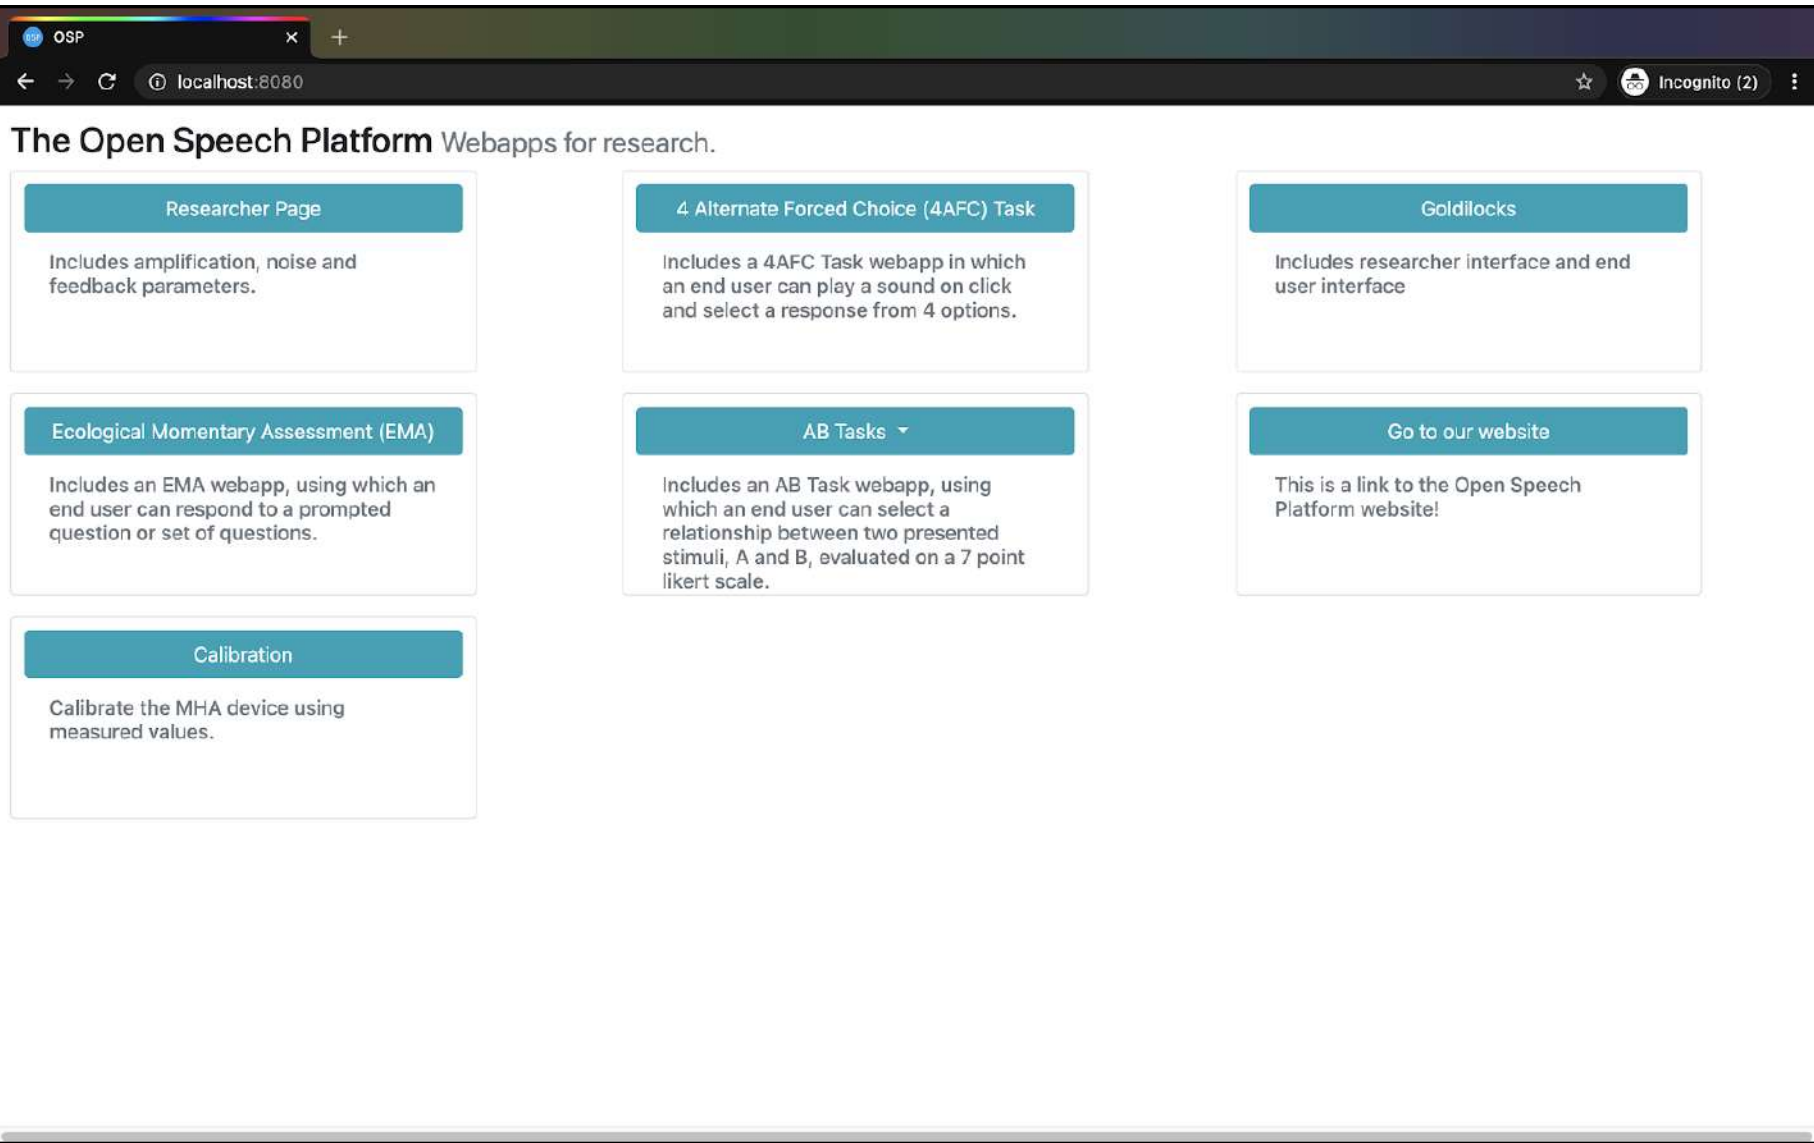 OSP
localhost:8080
Incognito (2)
The Open Speech Platform Webapps for research.
Researcher Page
Includes amplification, noise and
feedback parameters.
4 Alternate Forced Choice (4AFC) Task
Includes a 4AFC Task webapp in which
an end user can play a sound on click
and select a response from 4 options.
Goldilocks
Includes researcher interface and end
user interface
Ecological Momentary Assessment (EMA)
Includes an EMA webapp, using which an
end user can respond to a prompted
question or set of questions.
AB Tasks
Includes an AB Task webapp, using
which an end user can select a
relationship between two presented
stimuli, A and B, evaluated on a 7 point
likert scale.
Go to our website
This is a link to the Open Speech
Platform website!
Calibration
Calibrate the MHA device using
measured values.